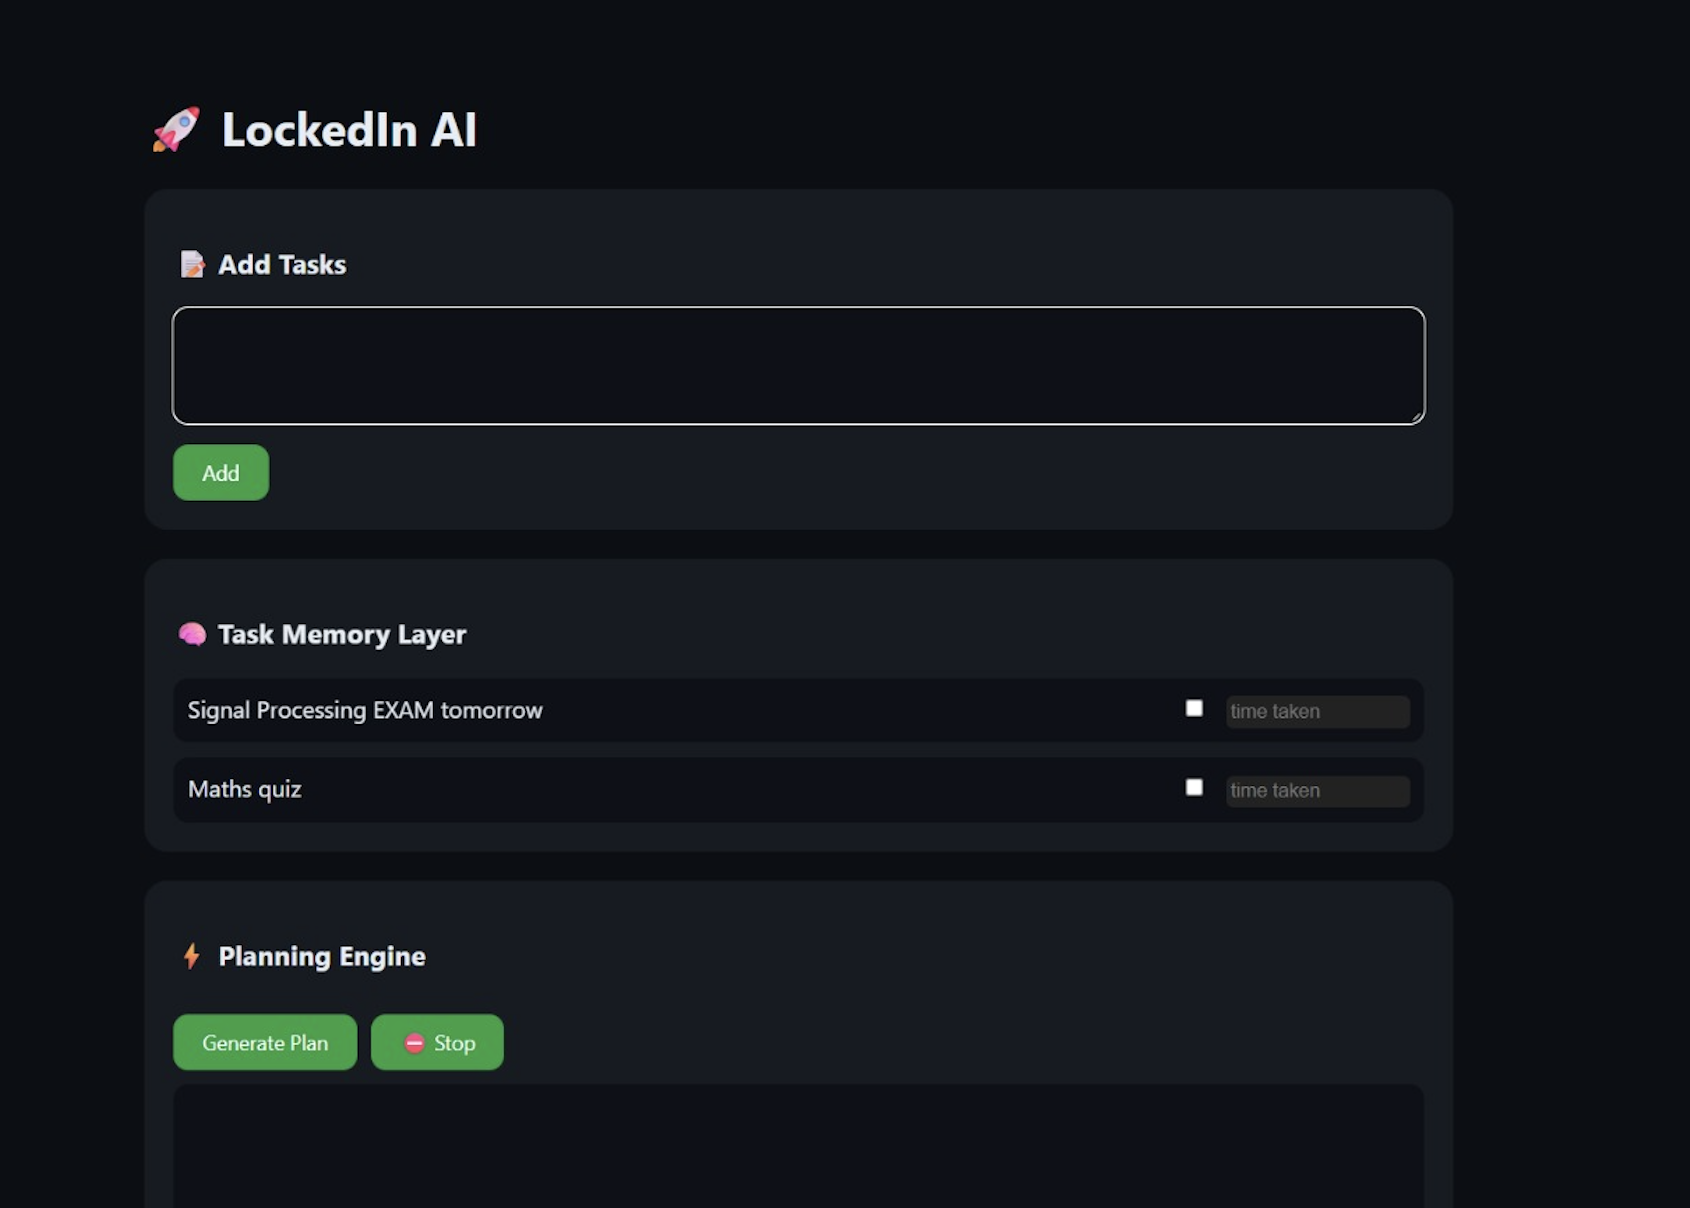 🚀 LockedIn AI
📝 Add Tasks
Add
🧠 Task Memory Layer
Signal Processing EXAM tomorrow time taken
Maths quiz time taken
⚡ Planning Engine
Generate Plan ⛔ Stop